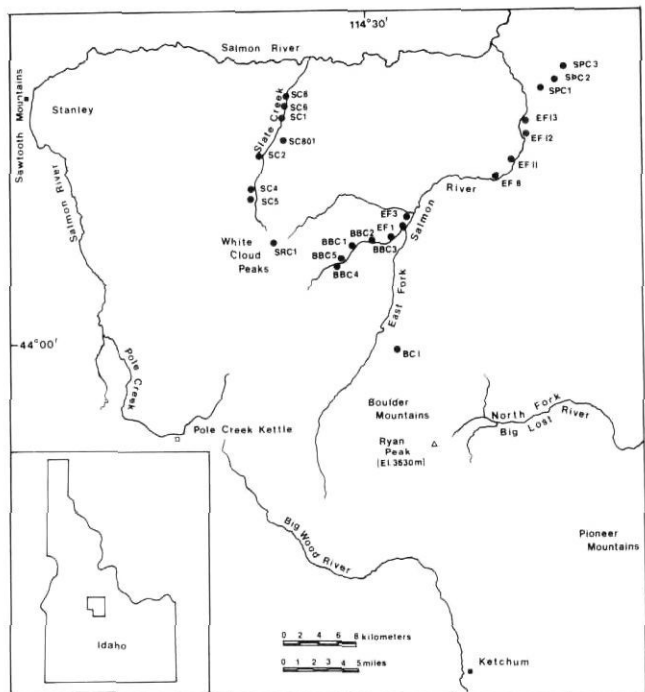 114°30'
Salmon River
Sawtooth Mountains
Stanley
Salmon River
Slate Creek
SC8
SC6
SC1
SC801
SC2
SC4
SC5
SRC1
White
Cloud
Peaks
SPC 3
SPC2
SPC1
EF13
EF12
EF11
EF8
EF3
EF1
River
Salmon
East Fork
BBC1
BBC2
BBC3
BBC5
BBC4
44°00'
BC1
Pole Creek
Pole Creek Kettle
Boulder
Mountains
Ryan
Peak
[El.3630m]
North Fork
Big Lost River
Pioneer
Mountains
Big Wood River
Idaho
0 2 4 6 8 kilometers
0 1 2 3 4 5 miles
Ketchum